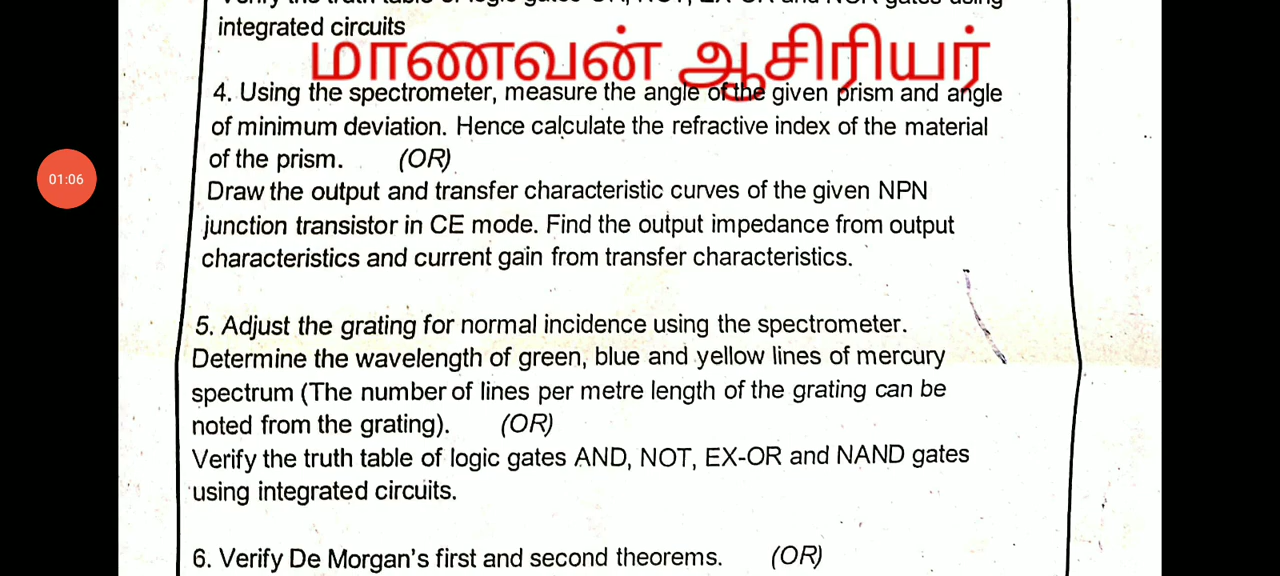 integrated circuits
மாணவன் ஆசிரியர்
4. Using the spectrometer, measure the angle of the given prism and angle
of minimum deviation. Hence calculate the refractive index of the material
of the prism. (OR)
01:06
Draw the output and transfer characteristic curves of the given NPN
junction transistor in CE mode. Find the output impedance from output
characteristics and current gain from transfer characteristics.
5. Adjust the grating for normal incidence using the spectrometer.
Determine the wavelength of green, blue and yellow lines of mercury
spectrum (The number of lines per metre length of the grating can be
noted from the grating). (OR)
Verify the truth table of logic gates AND, NOT, EX-OR and NAND gates
using integrated circuits.
6. Verify De Morgan's first and second theorems. (OR)